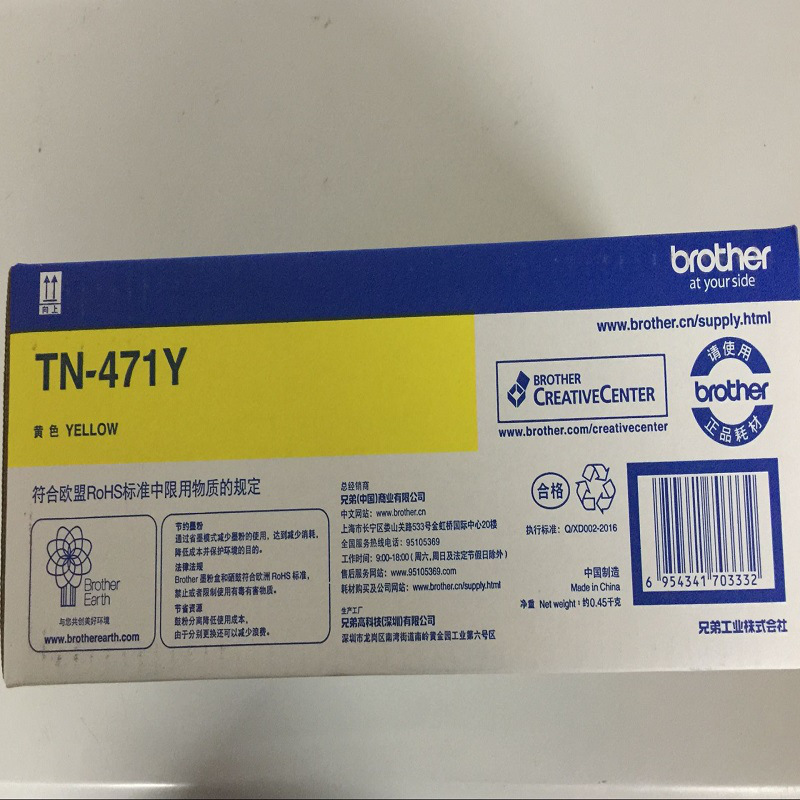 brother
at your side
向上
www.brother.cn/supply.html
TN-471Y
黄色 YELLOW
BROTHER
CREATIVECENTER
www.brother.com/creativecenter
请使用
brother
正品耗材
符合欧盟RoHS标准中限用物质的规定
Brother
Earth
与您共创美好环境
www.brotherearth.com
节约墨粉
通过省墨模式减少墨粉的使用，达到减少消耗，
降低成本并保护环境的目的。
法律法规
Brother 墨粉盒和硒鼓符合欧洲 RoHS 标准，
禁止或者限制使用有毒有害物质。
节省资源
鼓粉分离降低使用成本，
由于分别更换还可以减少浪费。
总经销商
兄弟(中国)商业有限公司
中文网站：www.brother.cn
上海市长宁区娄山关路533号金虹桥国际中心20楼
全国服务热线电话：95105369
工作时间：9:00-18:00（周六，周日及法定节假日除外）
售后服务网站：www.95105369.com
耗材购买及公司网站：www.brother.cn/supply.html
生产工厂
兄弟高科技(深圳)有限公司
深圳市龙岗区南湾街道南岭黄金园工业第六号区
合格
执行标准：Q/XD002-2016
中国制造
Made in China
净重 Net weight：约0.45千克
6 954341 703332
兄弟工业株式会社